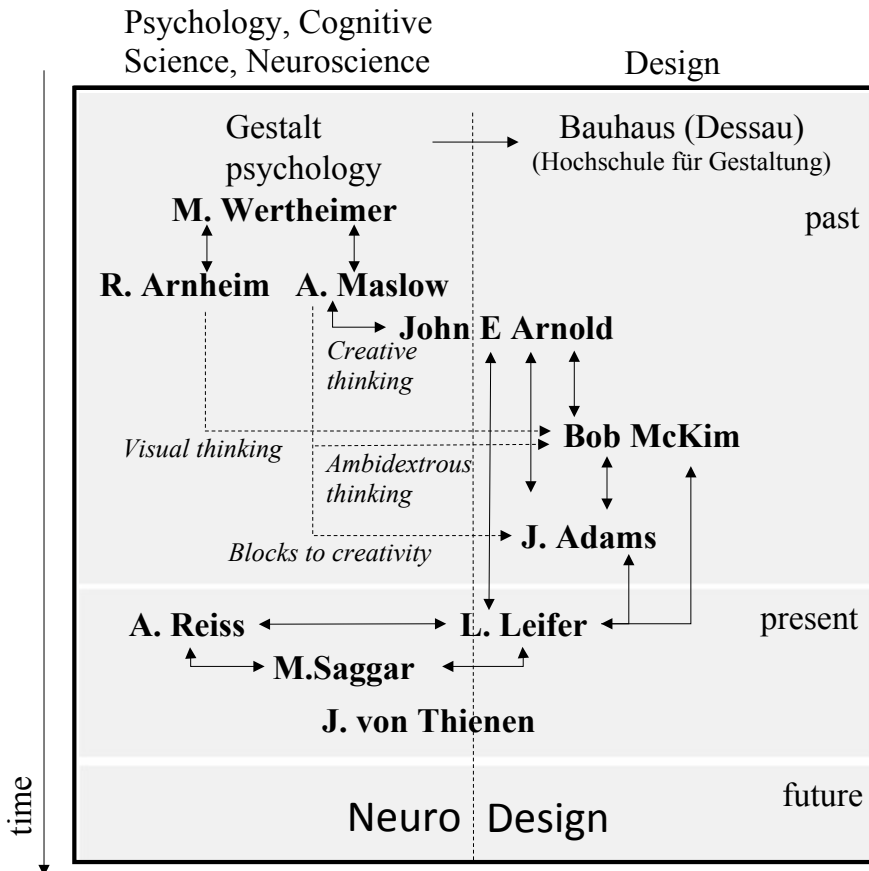 Psychology, Cognitive
Science, Neuroscience
Design
Gestalt
psychology
Bauhaus (Dessau)
(Hochschule für Gestaltung)
M. Wertheimer
past
R. Arnheim
A. Maslow
John E Arnold
Creative
thinking
Bob McKim
Visual thinking
Ambidextrous
thinking
J. Adams
Blocks to creativity
A. Reiss
L. Leifer
present
M.Saggar
J. von Thienen
time
future
Neuro Design